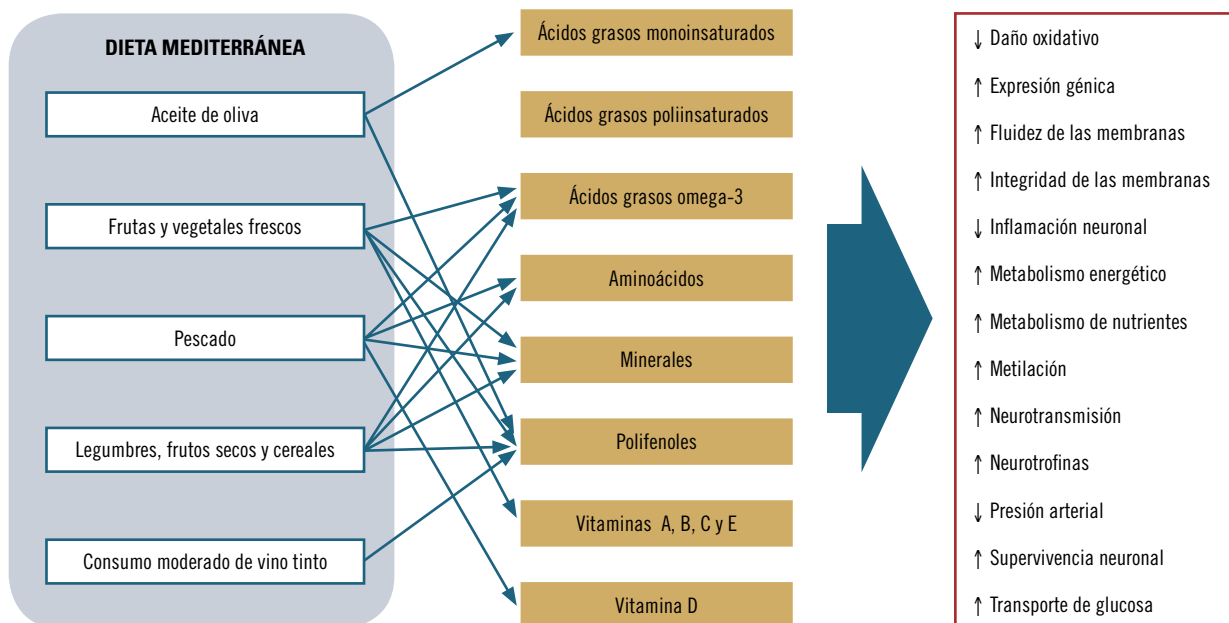 DIETA MEDITERRÁNEA
Aceite de oliva
Frutas y vegetales frescos
Pescado
Legumbres, frutos secos y cereales
Consumo moderado de vino tinto
Ácidos grasos monoinsaturados
Ácidos grasos poliinsaturados
Ácidos grasos omega-3
Aminoácidos
Minerales
Polifenoles
Vitaminas A, B, C y E
Vitamina D
↓ Daño oxidativo
↑ Expresión génica
↑ Fluidez de las membranas
↑ Integridad de las membranas
↓ Inflamación neuronal
↑ Metabolismo energético
↑ Metabolismo de nutrientes
↑ Metilación
↑ Neurotransmisión
↑ Neurotrofinas
↓ Presión arterial
↑ Supervivencia neuronal
↑ Transporte de glucosa